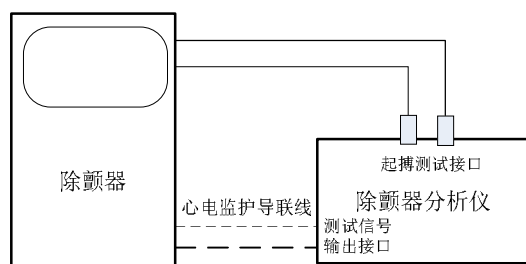 起搏测试接口
除颤器
除颤器分析仪
心电监护导联线
测试信号
输出接口